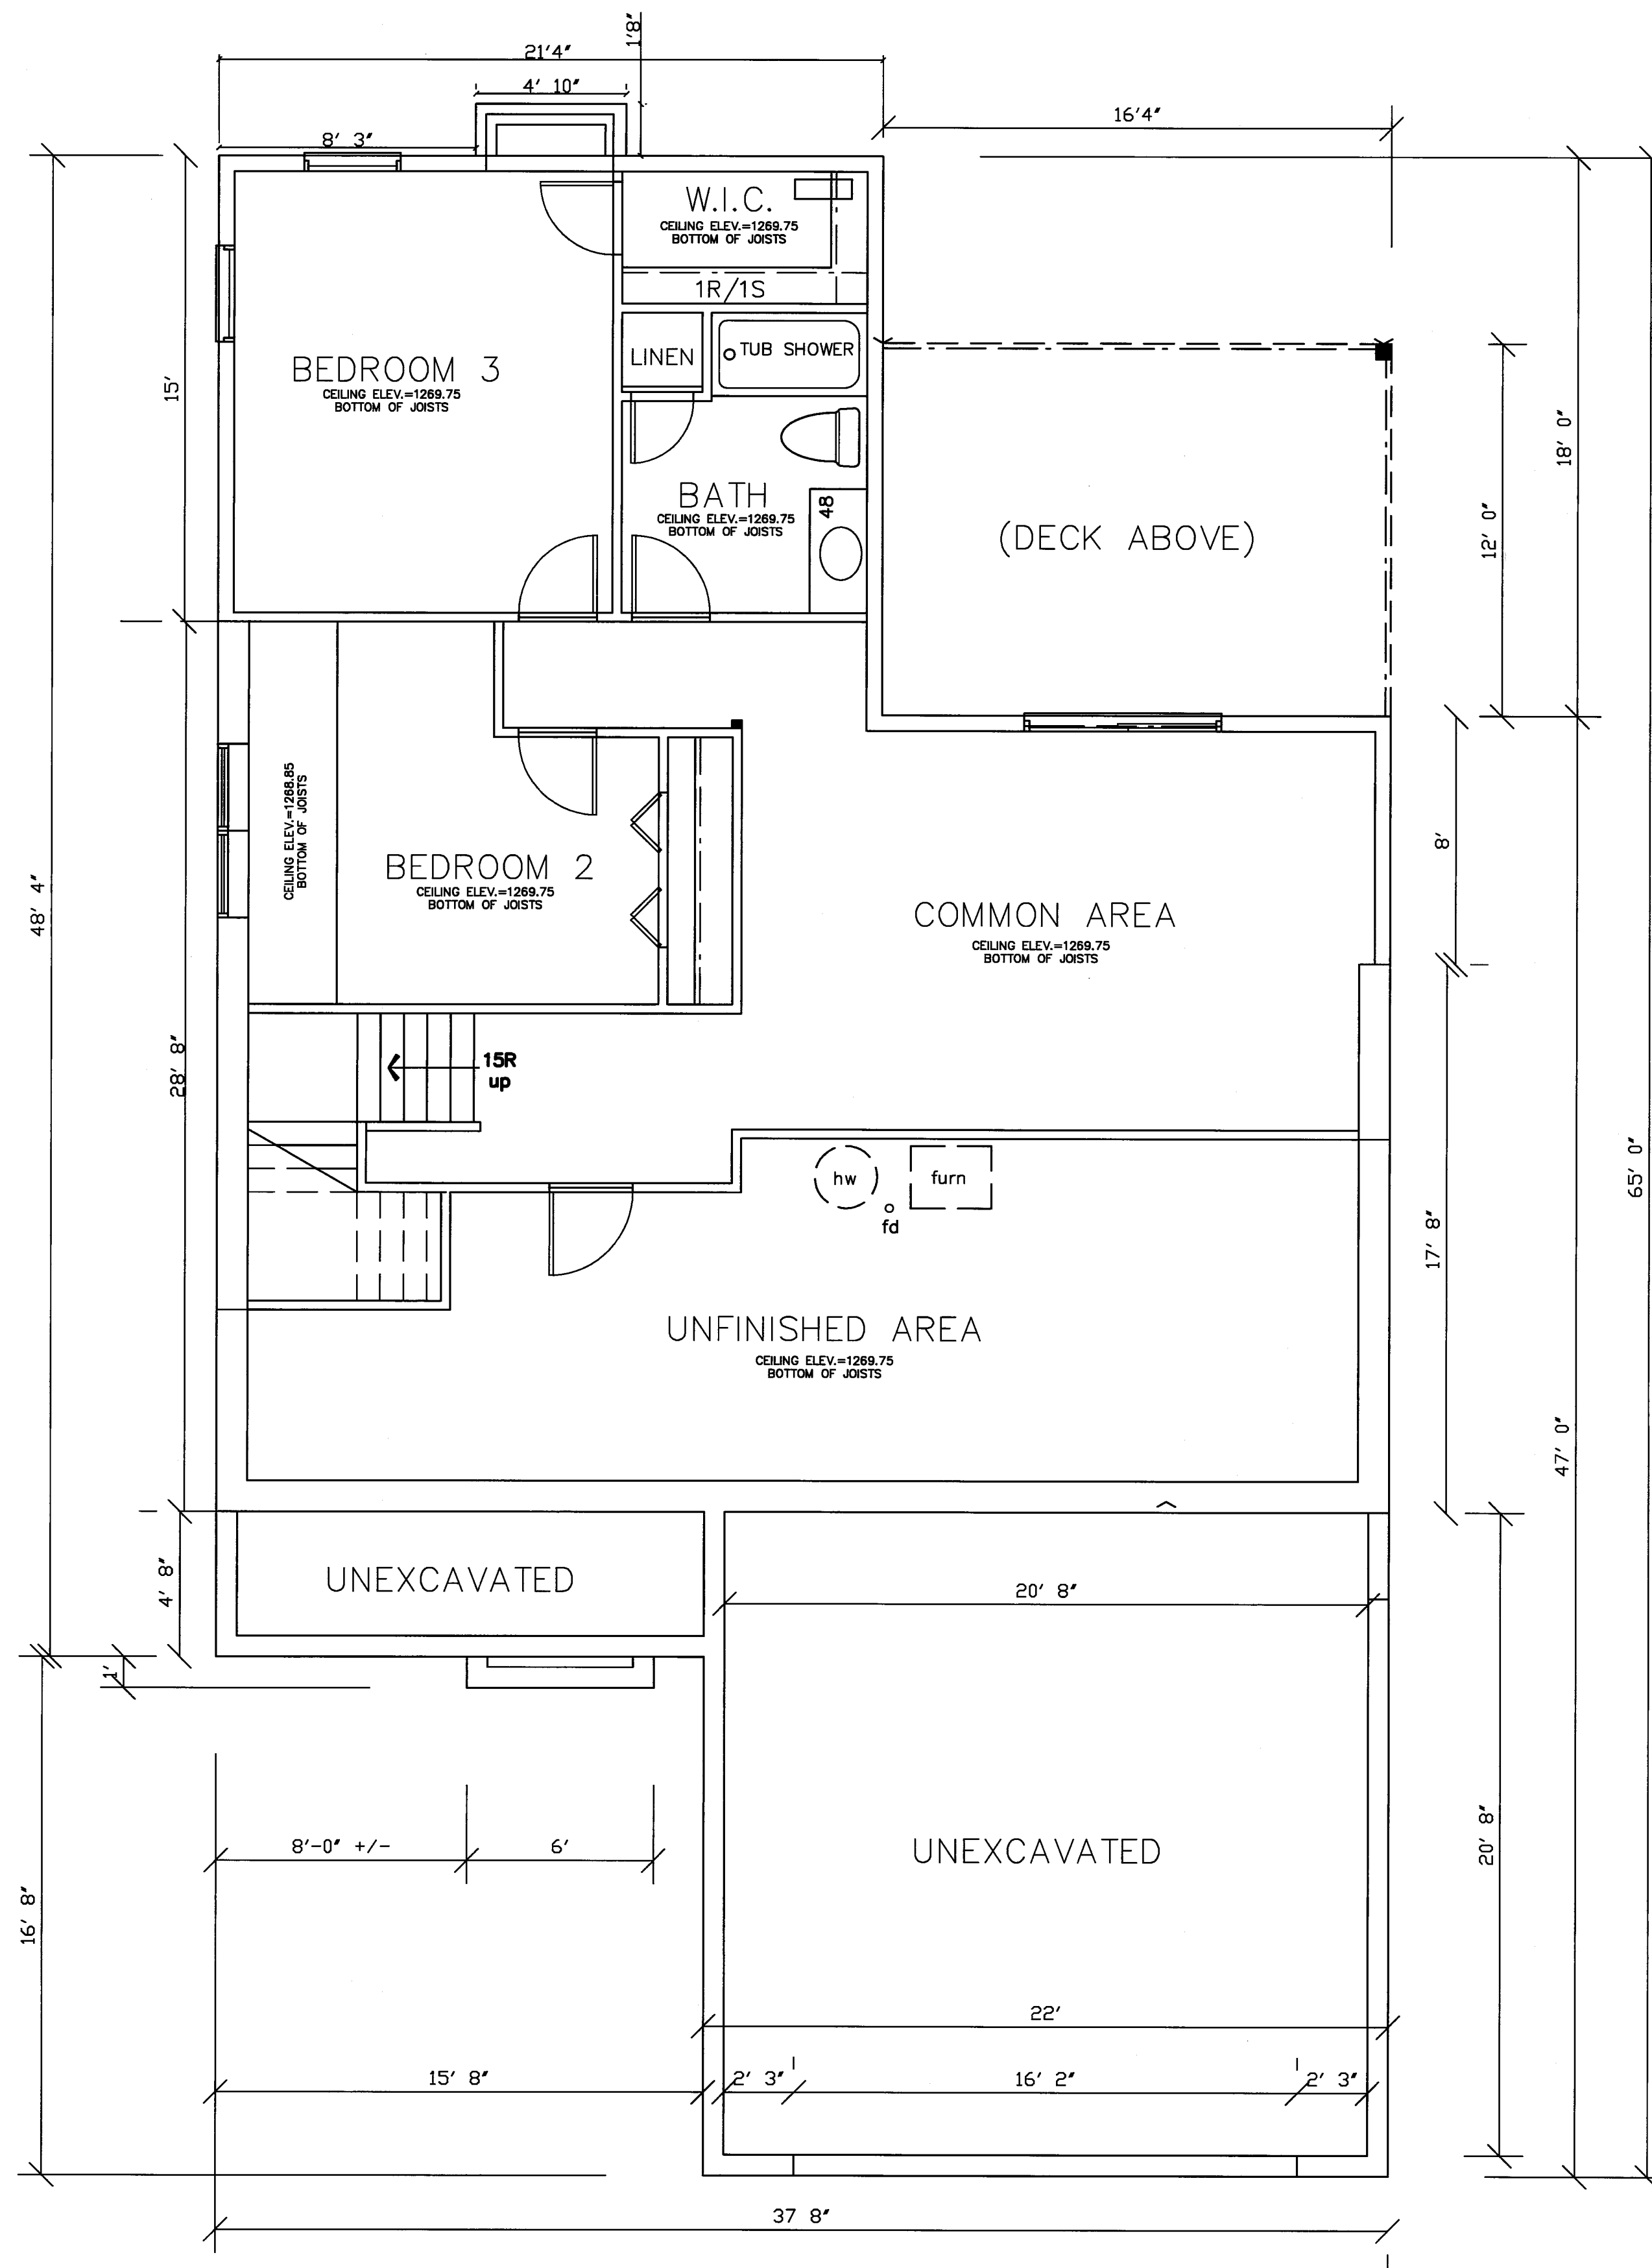 1'8"
21'4"
4' 10"
16'4"
8' 3"
W.I.C.
CEILING ELEV.=1269.75
BOTTOM OF JOISTS
1R/1S
LINEN
TUB SHOWER
BEDROOM 3
CEILING ELEV.=1269.75
BOTTOM OF JOISTS
15'
18' 0"
BATH
CEILING ELEV.=1269.75
BOTTOM OF JOISTS
48
(DECK ABOVE)
12' 0"
CEILING ELEV.=1268.85
BOTTOM OF JOISTS
BEDROOM 2
CEILING ELEV.=1269.75
BOTTOM OF JOISTS
8'
48' 4"
COMMON AREA
CEILING ELEV.=1269.75
BOTTOM OF JOISTS
28' 8"
15R
up
65' 0"
hw
furn
fd
17' 8"
UNFINISHED AREA
CEILING ELEV.=1269.75
BOTTOM OF JOISTS
47' 0"
4' 8"
UNEXCAVATED
20' 8"
1'
8'-0" +/-
6'
UNEXCAVATED
20' 8"
16' 8"
22'
15' 8"
2' 3"
16' 2"
2' 3"
37 8"